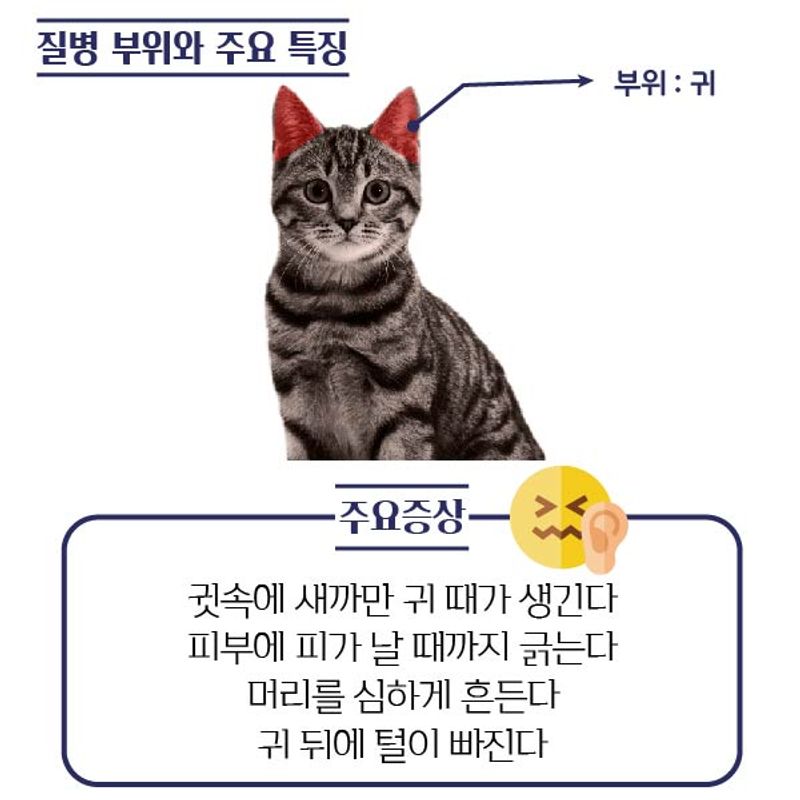 질병 부위와 주요 특징
부위 : 귀
주요증상
귓속에 새까만 귀 때가 생긴다
피부에 피가 날 때까지 긁는다
머리를 심하게 흔든다
귀 뒤에 털이 빠진다